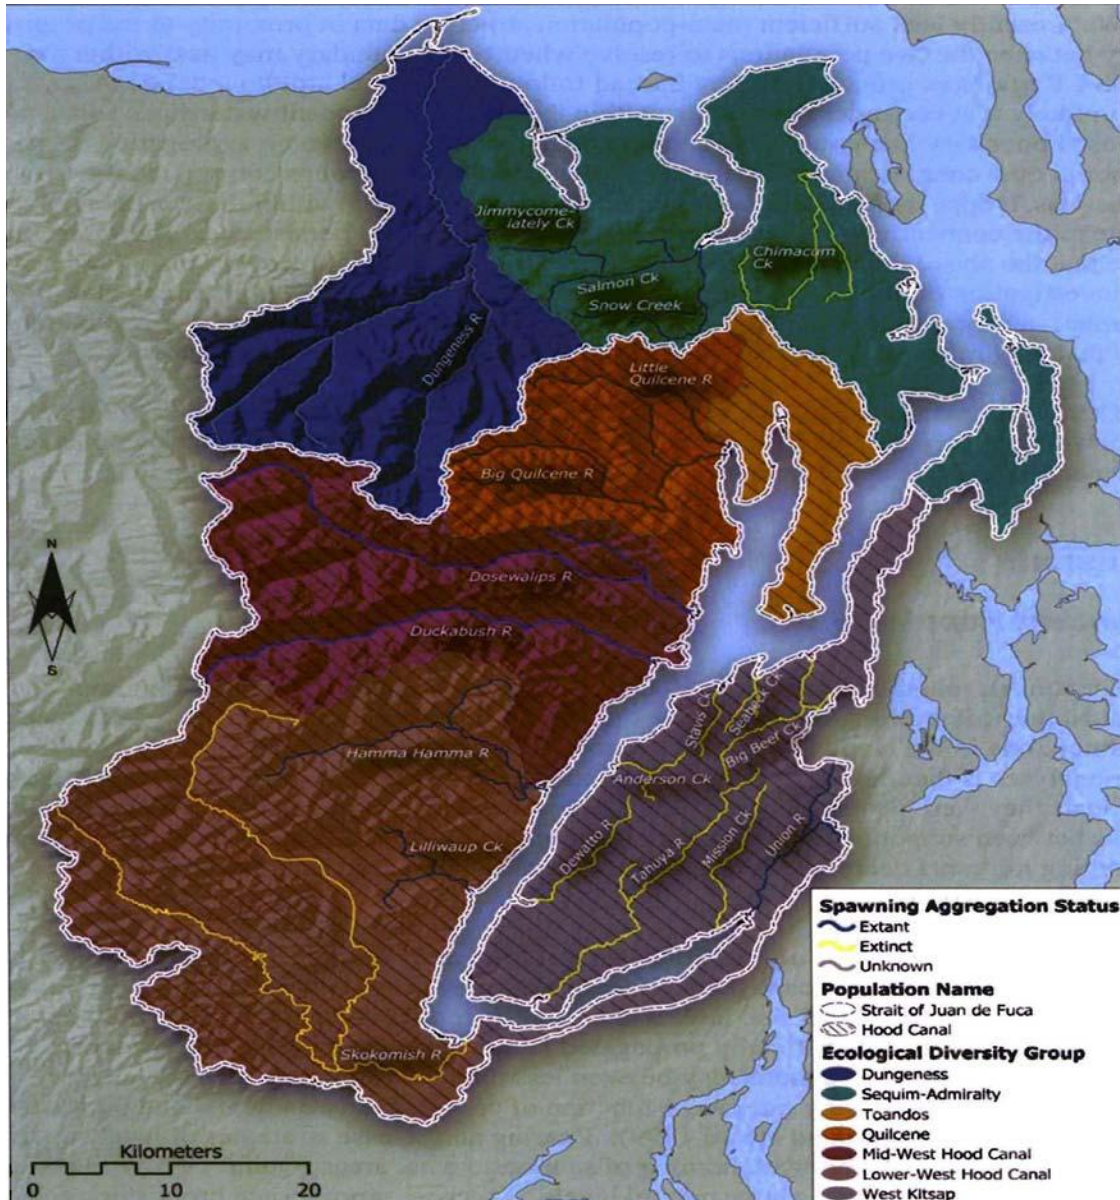 Jimmycome-
lately Ck
Chimacum
Ck
Salmon Ck
Snow Creek
Dungeness R
Little
Quilcene R
Big Quilcene R
Dosewalips R
Duckabush R
Stavis Ck
Seabeck Ck
Big Beef Ck
Hamma Hamma R
Anderson Ck
Lilliwaup Ck
Dewatto R
Tahuya R
Mission Ck
Union R
Skokomish R
N
S
Kilometers
0 10 20
Spawning Aggregation Status
Extant
Extinct
Unknown
Population Name
Strait of Juan de Fuca
Hood Canal
Ecological Diversity Group
Dungeness
Sequim-Admiralty
Toandos
Quilcene
Mid-West Hood Canal
Lower-West Hood Canal
West Kitsap